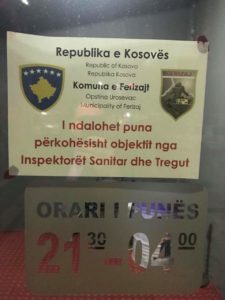 Republika e Kosovës
Republic of Kosovo
Republika Kosova
Komuna e Ferizajt
Opština Uroševac
Municipality of Ferizaj
FERIZAJ
I ndalohet puna
përkohësisht objektit nga
Inspektorët Sanitar dhe Tregut
ORARI I PUNËS
21 30 - 04 00